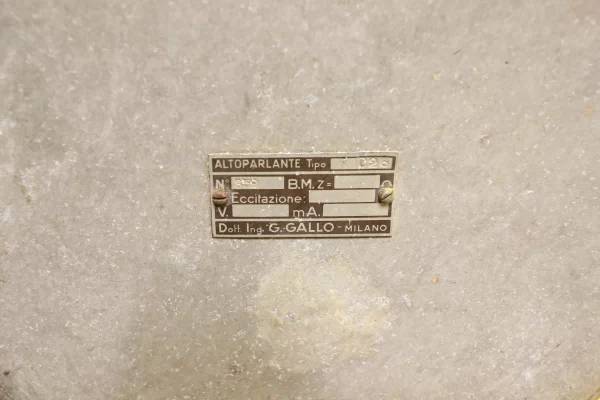 ALTOPARLANTE Tipo
N° B.M. Z= Ω
Eccitazione:
V. mA.
Dott. Ing. G. GALLO - MILANO